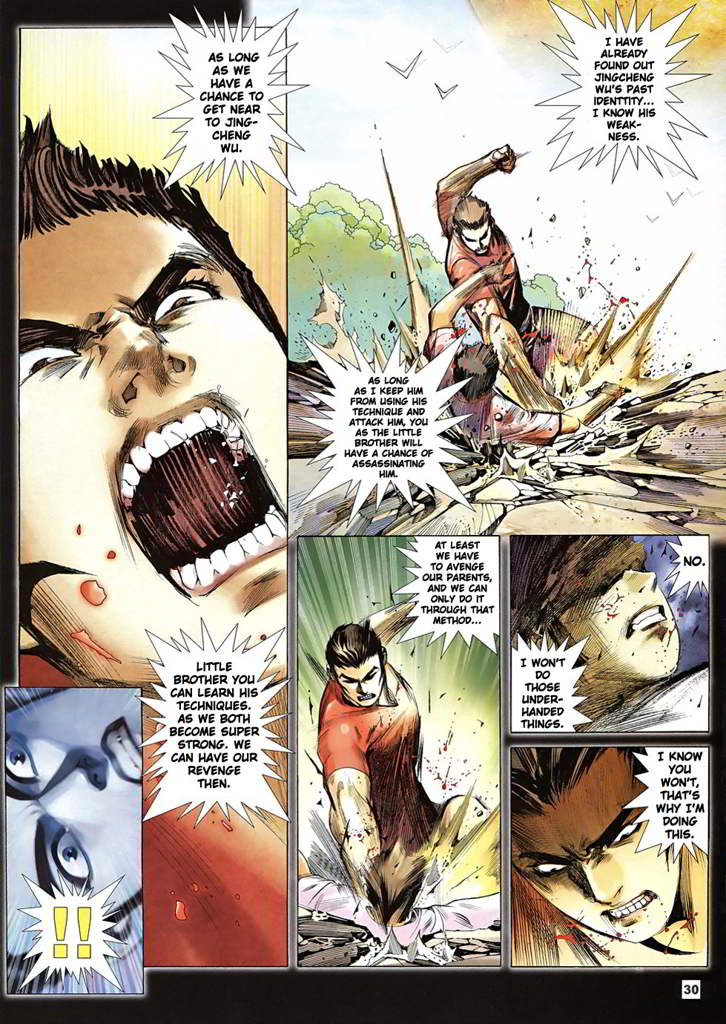 AS LONG
AS WE
HAVE A
CHANCE TO
GET NEAR
TO JING-
CHENG
WU.
I HAVE
ALREADY
FOUND OUT
JINGCHENG
WU'S PAST
IDENTITY...
I KNOW HIS
WEAK-
NESS.
AS LONG
AS I KEEP HIM
FROM USING HIS
TECHNIQUE AND
ATTACK HIM, YOU
AS THE LITTLE
BROTHER WILL
HAVE A CHANCE OF
ASSASSINATING
HIM.
LITTLE
BROTHER YOU
CAN LEARN HIS
TECHNIQUES.
AS WE BOTH
BECOME SUPER
STRONG. WE
CAN HAVE OUR
REVENGE
THEN.
!!
AT LEAST
WE HAVE
TO AVENGE
OUR PARENTS,
AND WE CAN
ONLY DO IT
THROUGH THAT
METHOD...
NO.
I WON'T
DO
THOSE
UNDER-
HANDED
THINGS.
I KNOW
YOU
WON'T,
THAT'S
WHY I'M
DOING
THIS.
30